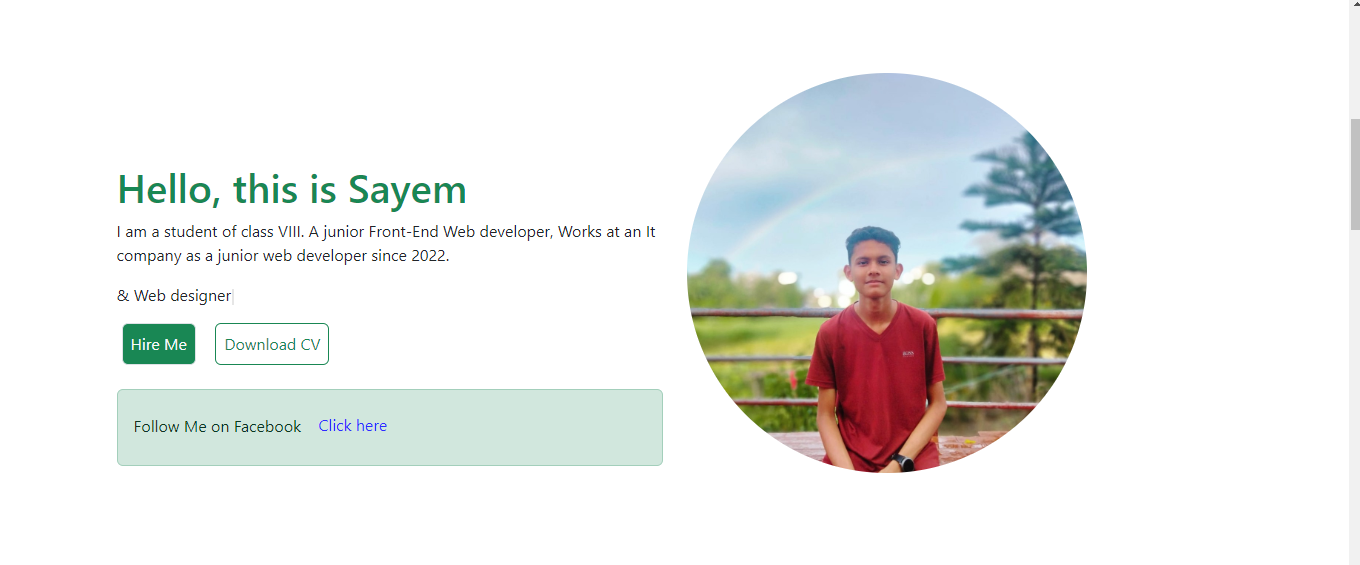 Hello, this is Sayem
I am a student of class VIII. A junior Front-End Web developer, Works at an It
company as a junior web developer since 2022.
& Web designer
Hire Me
Download CV
Follow Me on Facebook Click here